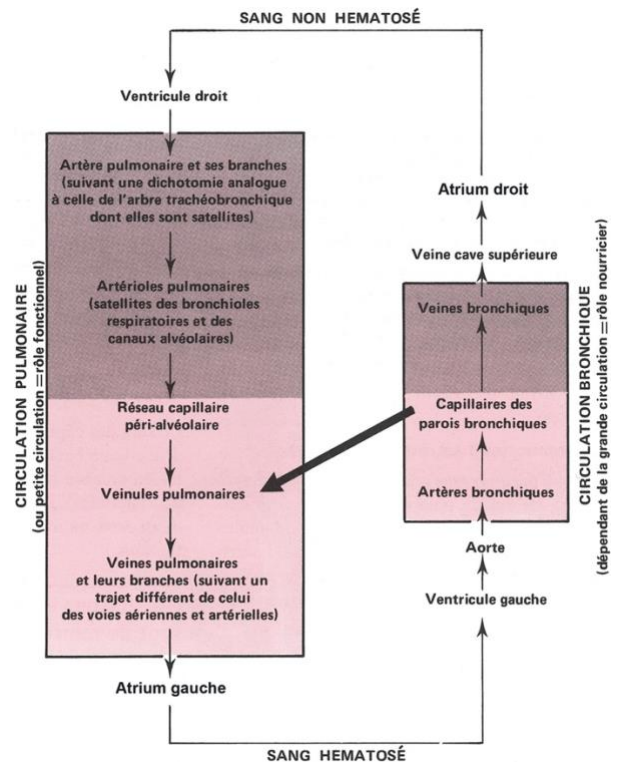 SANG NON HEMATOSÉ
Ventricule droit
CIRCULATION PULMONAIRE
(ou petite circulation = rôle fonctionnel)
Artère pulmonaire et ses branches
(suivant une dichotomie analogue
à celle de l'arbre trachéobronchique
dont elles sont satellites)
Artérioles pulmonaires
(satellites des bronchioles
respiratoires et des
canaux alvéolaires)
Réseau capillaire
péri-alvéolaire
Veinules pulmonaires
Veines pulmonaires
et leurs branches (suivant un
trajet différent de celui
des voies aériennes et artérielles)
Atrium gauche
Atrium droit
Veine cave supérieure
Veines bronchiques
Capillaires des
parois bronchiques
Artères bronchiques
Aorte
Ventricule gauche
CIRCULATION BRONCHIQUE
(dépendant de la grande circulation = rôle nourricier)
SANG HEMATOSÉ